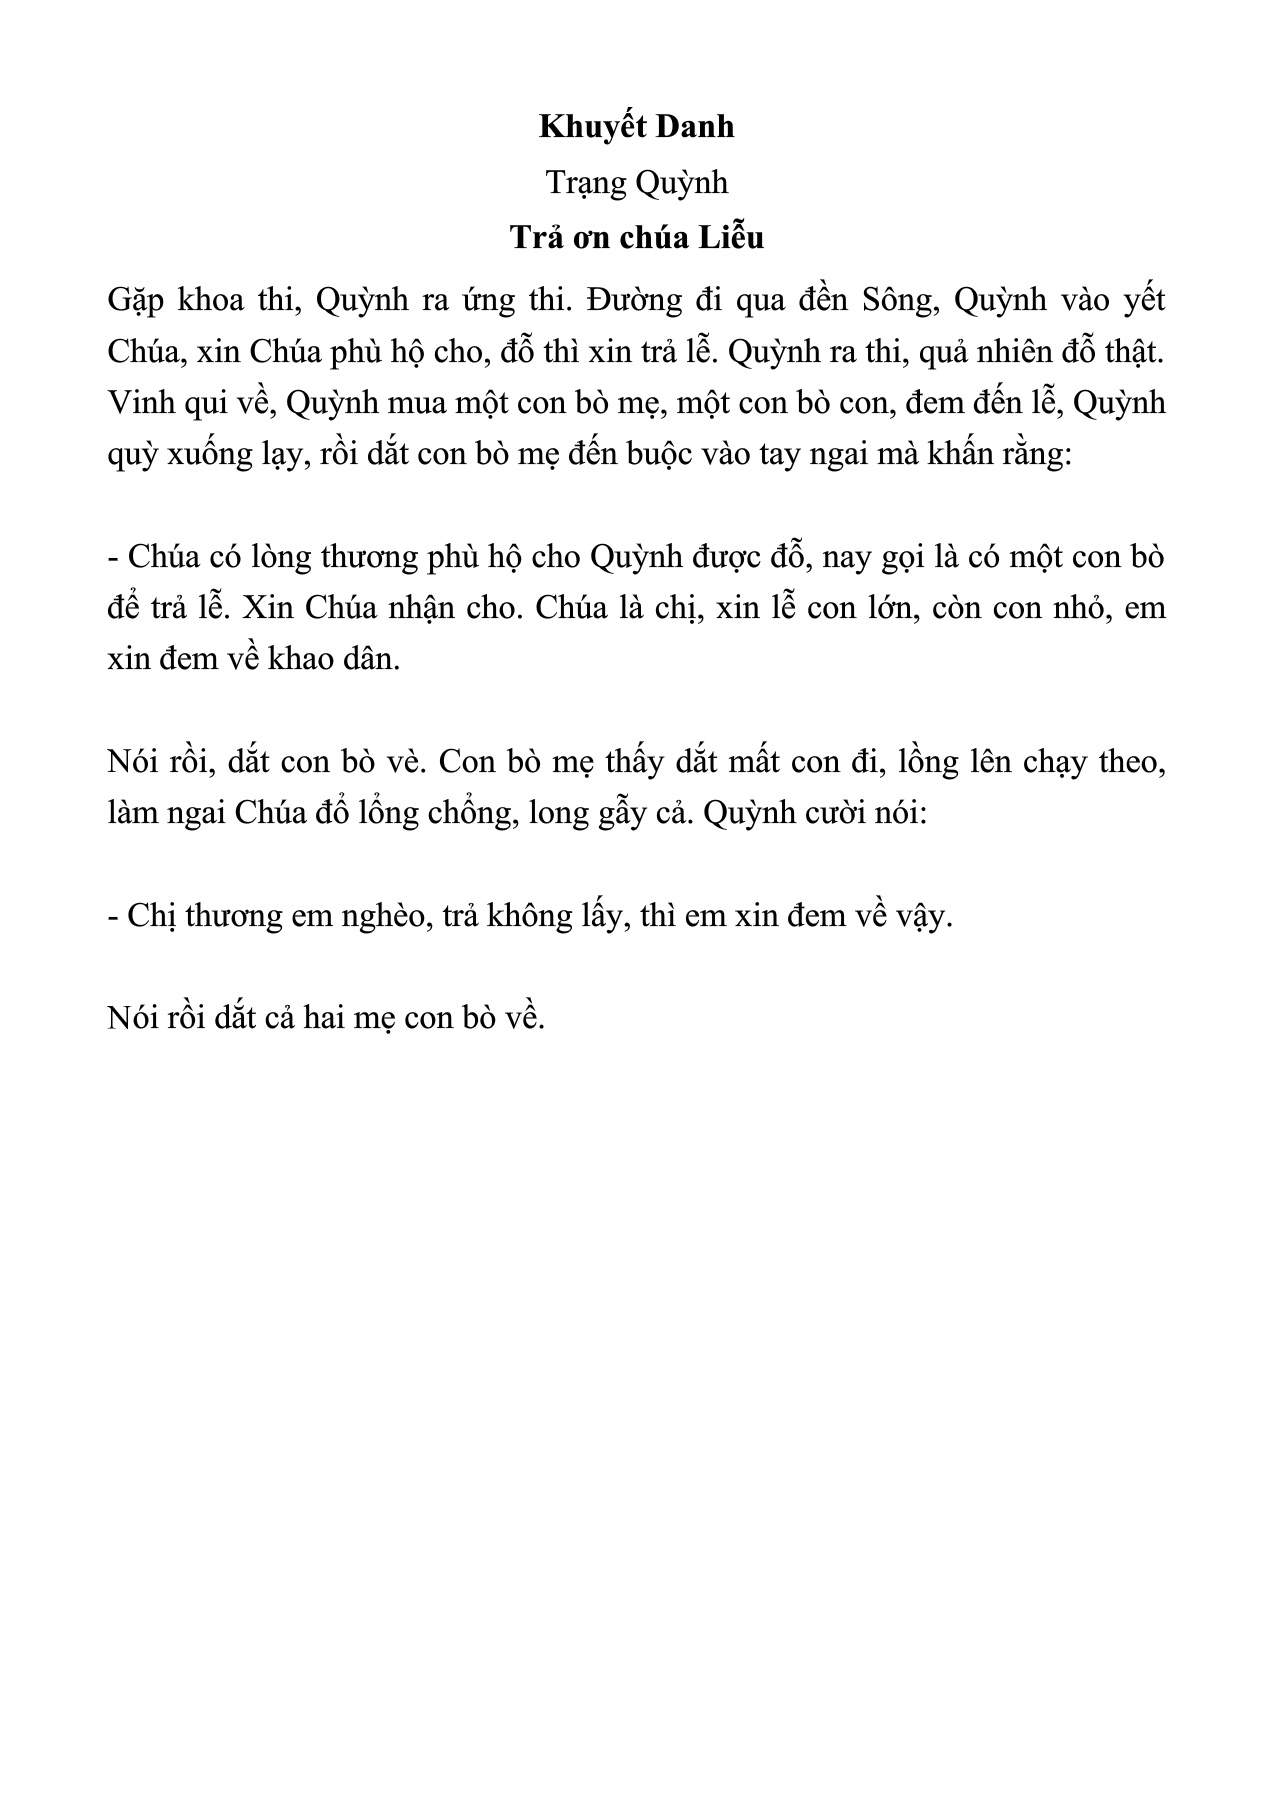 Khuyết Danh
Trạng Quỳnh
Trả ơn chúa Liễu
Gặp khoa thi, Quỳnh ra ứng thi. Đường đi qua đền Sông, Quỳnh vào yết
Chúa, xin Chúa phù hộ cho, đỗ thì xin trả lễ. Quỳnh ra thi, quả nhiên đỗ thật.
Vinh qui về, Quỳnh mua một con bò mẹ, một con bò con, đem đến lễ, Quỳnh
quỳ xuống lạy, rồi dắt con bò mẹ đến buộc vào tay ngai mà khấn rằng:
- Chúa có lòng thương phù hộ cho Quỳnh được đỗ, nay gọi là có một con bò
để trả lễ. Xin Chúa nhận cho. Chúa là chị, xin lễ con lớn, còn con nhỏ, em
xin đem về khao dân.
Nói rồi, dắt con bò vè. Con bò mẹ thấy dắt mất con đi, lồng lên chạy theo,
làm ngai Chúa đổ lổng chổng, long gẫy cả. Quỳnh cười nói:
- Chị thương em nghèo, trả không lấy, thì em xin đem về vậy.
Nói rồi dắt cả hai mẹ con bò về.